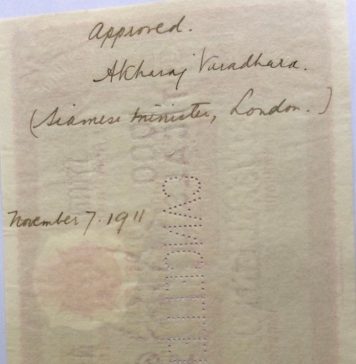 Approved.
Akharaj Varadhara.
(Siamese Minister, London.)
November 7. 1911